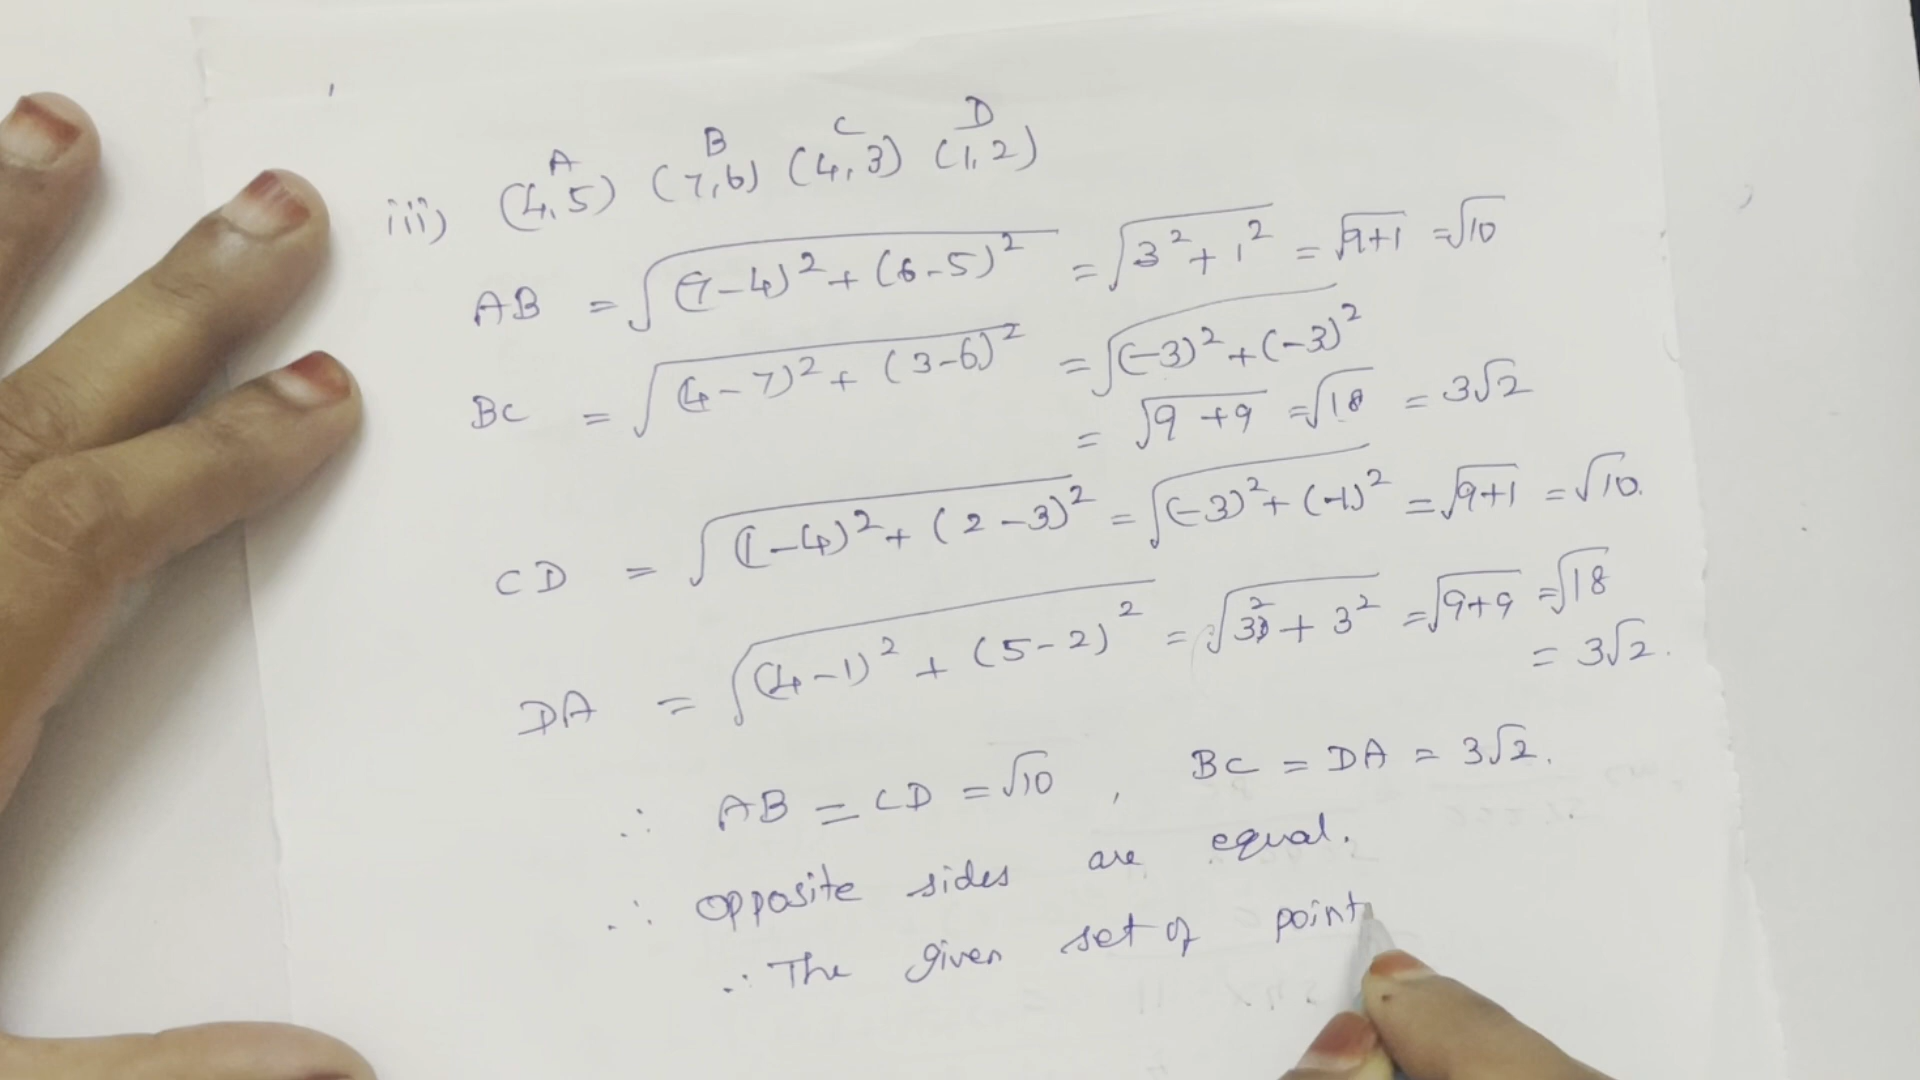 A B C D
iii) (4,5) (7,6) (4,3) (1,2)
AB = √(7-4)² + (6-5)² = √3² + 1² = √9+1 = √10
BC = √(4-7)² + (3-6)² = √(-3)² + (-3)²
= √9+9 = √18 = 3√2
CD = √(1-4)² + (2-3)² = √(-3)² + (-1)² = √9+1 = √10.
DA = √(4-1)² + (5-2)² = √3² + 3² = √9+9 = √18
= 3√2.
∴ AB = CD = √10 , BC = DA = 3√2.
∴ opposite sides are equal.
∴ The given set of point